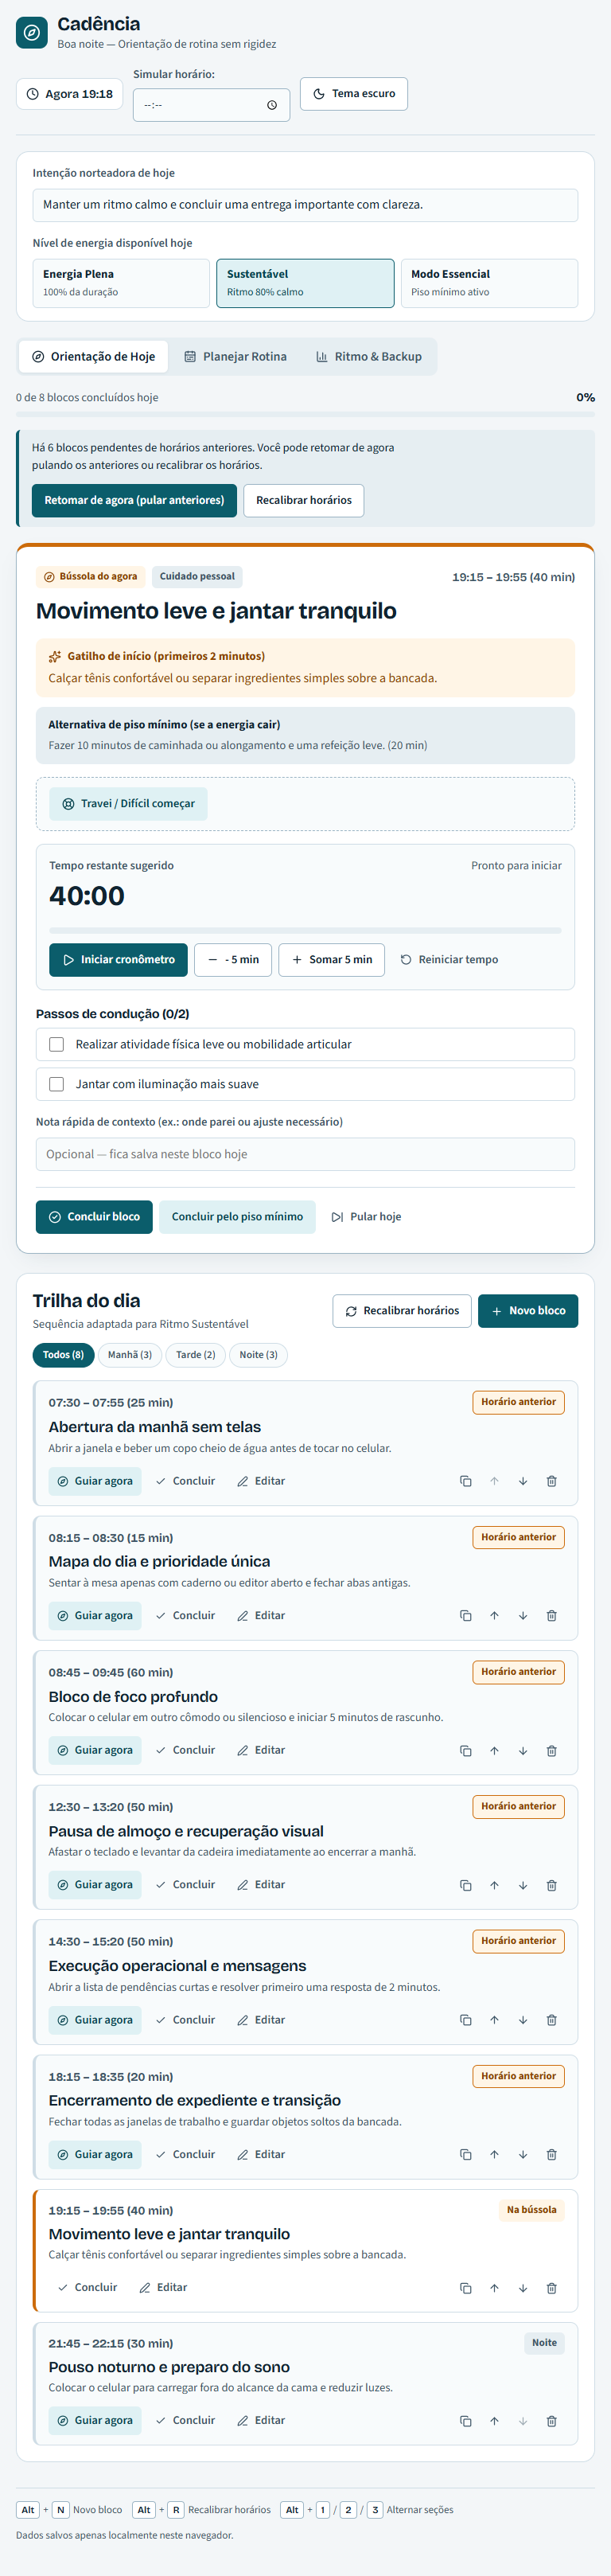 Cadência
Boa noite — Orientação de rotina sem rigidez
Agora 19:18
Simular horário:
--:--
Tema escuro
Intenção norteadora de hoje
Manter um ritmo calmo e concluir uma entrega importante com clareza.
Nível de energia disponível hoje
Energia Plena
100% da duração
Sustentável
Ritmo 80% calmo
Modo Essencial
Piso mínimo ativo
Orientação de Hoje
Planejar Rotina
Ritmo & Backup
0 de 8 blocos concluídos hoje
0%
Há 6 blocos pendentes de horários anteriores. Você pode retomar de agora
pulando os anteriores ou recalibrar os horários.
Retomar de agora (pular anteriores)
Recalibrar horários
Bússola do agora
Cuidado pessoal
19:15 – 19:55 (40 min)
Movimento leve e jantar tranquilo
Gatilho de início (primeiros 2 minutos)
Calçar tênis confortável ou separar ingredientes simples sobre a bancada.
Alternativa de piso mínimo (se a energia cair)
Fazer 10 minutos de caminhada ou alongamento e uma refeição leve. (20 min)
Travei / Difícil começar
Tempo restante sugerido
Pronto para iniciar
40:00
Iniciar cronômetro
- 5 min
Somar 5 min
Reiniciar tempo
Passos de condução (0/2)
Realizar atividade física leve ou mobilidade articular
Jantar com iluminação mais suave
Nota rápida de contexto (ex.: onde parei ou ajuste necessário)
Opcional — fica salva neste bloco hoje
Concluir bloco
Concluir pelo piso mínimo
Pular hoje
Trilha do dia
Sequência adaptada para Ritmo Sustentável
Recalibrar horários
Novo bloco
Todos (8)
Manhã (3)
Tarde (2)
Noite (3)
07:30 – 07:55 (25 min)
Horário anterior
Abertura da manhã sem telas
Abrir a janela e beber um copo cheio de água antes de tocar no celular.
Guiar agora
Concluir
Editar
08:15 – 08:30 (15 min)
Horário anterior
Mapa do dia e prioridade única
Sentar à mesa apenas com caderno ou editor aberto e fechar abas antigas.
Guiar agora
Concluir
Editar
08:45 – 09:45 (60 min)
Horário anterior
Bloco de foco profundo
Colocar o celular em outro cômodo ou silencioso e iniciar 5 minutos de rascunho.
Guiar agora
Concluir
Editar
12:30 – 13:20 (50 min)
Horário anterior
Pausa de almoço e recuperação visual
Afastar o teclado e levantar da cadeira imediatamente ao encerrar a manhã.
Guiar agora
Concluir
Editar
14:30 – 15:20 (50 min)
Horário anterior
Execução operacional e mensagens
Abrir a lista de pendências curtas e resolver primeiro uma resposta de 2 minutos.
Guiar agora
Concluir
Editar
18:15 – 18:35 (20 min)
Horário anterior
Encerramento de expediente e transição
Fechar todas as janelas de trabalho e guardar objetos soltos da bancada.
Guiar agora
Concluir
Editar
19:15 – 19:55 (40 min)
Na bússola
Movimento leve e jantar tranquilo
Calçar tênis confortável ou separar ingredientes simples sobre a bancada.
Concluir
Editar
21:45 – 22:15 (30 min)
Noite
Pouso noturno e preparo do sono
Colocar o celular para carregar fora do alcance da cama e reduzir luzes.
Guiar agora
Concluir
Editar
Alt + N Novo bloco Alt + R Recalibrar horários Alt + 1 / 2 / 3 Alternar seções
Dados salvos apenas localmente neste navegador.